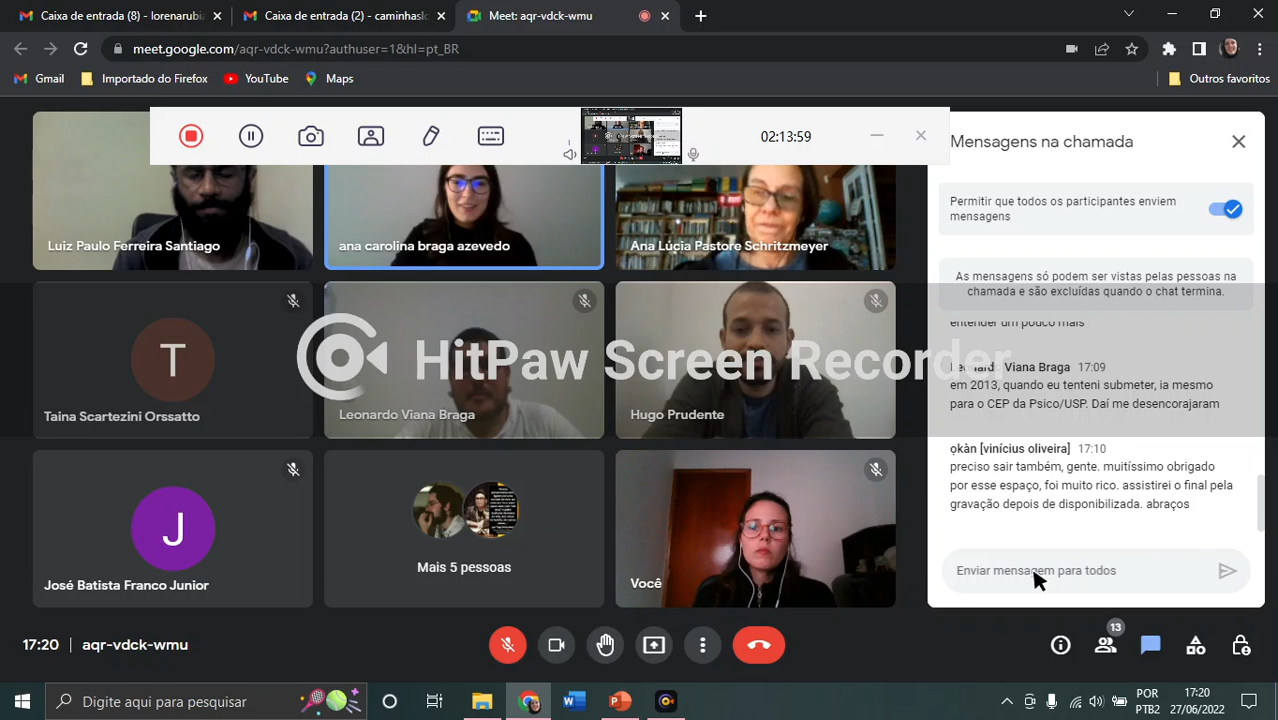 Caixa de entrada (8) - lorenarubia
Caixa de entrada (2) - caminhaslo
Meet: aqr-vdck-wmu
meet.google.com/aqr-vdck-wmu?authuser=1&hl=pt_BR
Gmail
Importado do Firefox
YouTube
Maps
Outros favoritos
02:13:59
Luiz Paulo Ferreira Santiago
ana carolina braga azevedo
Ana Lúcia Pastore Schritzmeyer
T
Taina Scartezini Orssatto
Leonardo Viana Braga
Hugo Prudente
HitPaw Screen Recorder
J
José Batista Franco Junior
Mais 5 pessoas
Você
Mensagens na chamada
Permitir que todos os participantes enviem
mensagens
As mensagens só podem ser vistas pelas pessoas na
chamada e são excluídas quando o chat termina.
entender um pouco mais
Leonardo Viana Braga 17:09
em 2013, quando eu tenteni submeter, ia mesmo
para o CEP da Psico/USP. Daí me desencorajaram
ọkàn [vinícius oliveira] 17:10
preciso sair também, gente. muitíssimo obrigado
por esse espaço, foi muito rico. assistirei o final pela
gravação depois de disponibilizada. abraços
Enviar mensagem para todos
17:20 | aqr-vdck-wmu
13
Digite aqui para pesquisar
POR
PTB2
17:20
27/06/2022